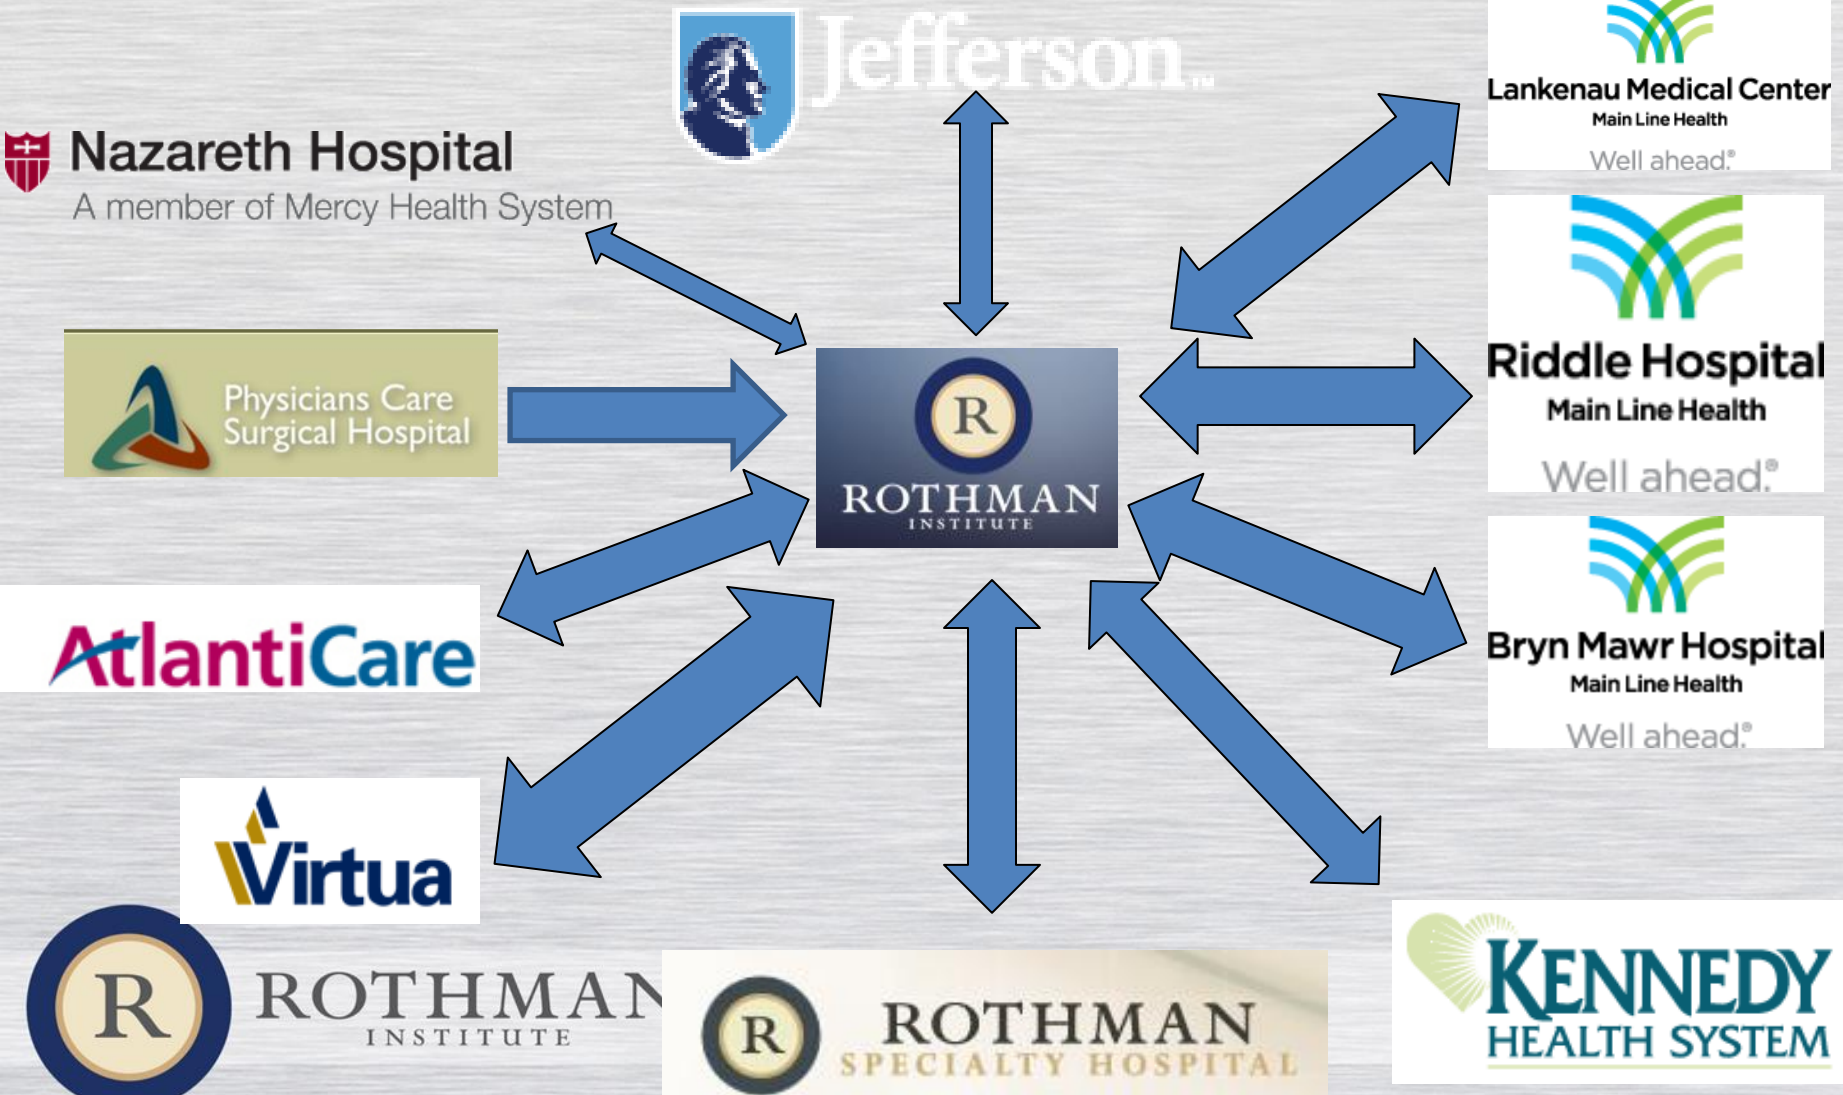 Jefferson™
Lankenau Medical Center
Main Line Health
Well ahead.®
Nazareth Hospital
A member of Mercy Health System
Riddle Hospital
Main Line Health
Well ahead.®
Physicians Care
Surgical Hospital
R
ROTHMAN
INSTITUTE
Bryn Mawr Hospital
Main Line Health
Well ahead.®
AtlantiCare
Virtua
R
ROTHMAN
INSTITUTE
R
ROTHMAN
SPECIALTY HOSPITAL
KENNEDY
HEALTH SYSTEM